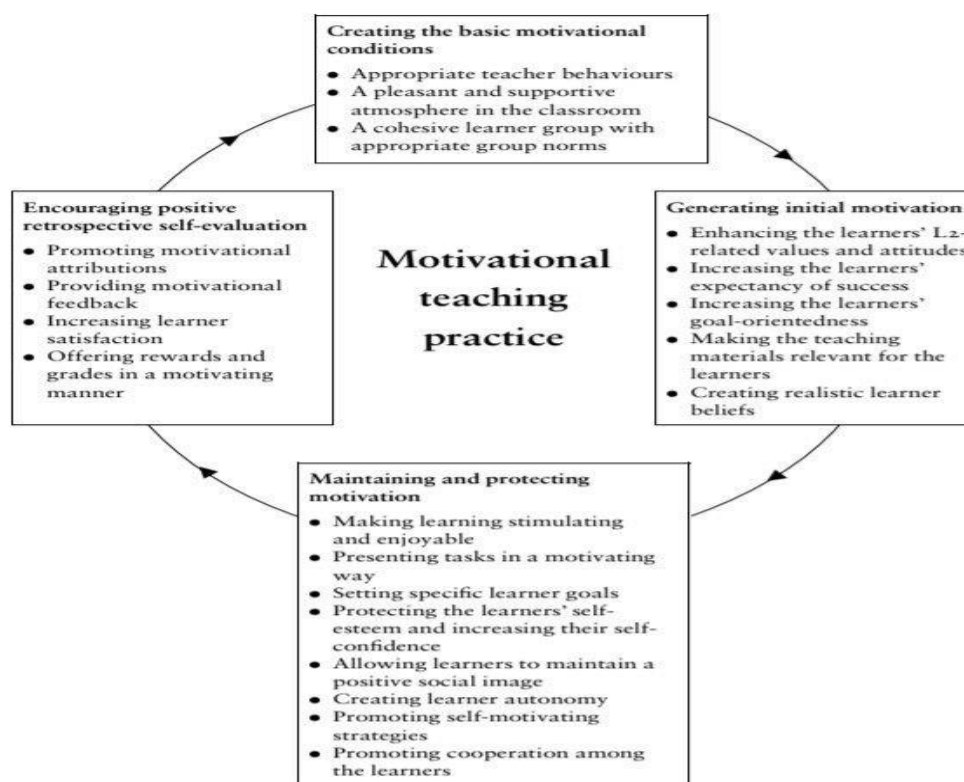 Creating the basic motivational
conditions
● Appropriate teacher behaviours
● A pleasant and supportive
atmosphere in the classroom
● A cohesive learner group with
appropriate group norms
Encouraging positive
retrospective self-evaluation
● Promoting motivational
attributions
● Providing motivational
feedback
● Increasing learner
satisfaction
● Offering rewards and
grades in a motivating
manner
Motivational
teaching
practice
Generating initial motivation
● Enhancing the learners' L2-
related values and attitudes
● Increasing the learners'
expectancy of success
● Increasing the learners'
goal-orientedness
● Making the teaching
materials relevant for the
learners
● Creating realistic learner
beliefs
Maintaining and protecting
motivation
● Making learning stimulating
and enjoyable
● Presenting tasks in a motivating
way
● Setting specific learner goals
● Protecting the learners' self-
esteem and increasing their self-
confidence
● Allowing learners to maintain a
positive social image
● Creating learner autonomy
● Promoting self-motivating
strategies
● Promoting cooperation among
the learners